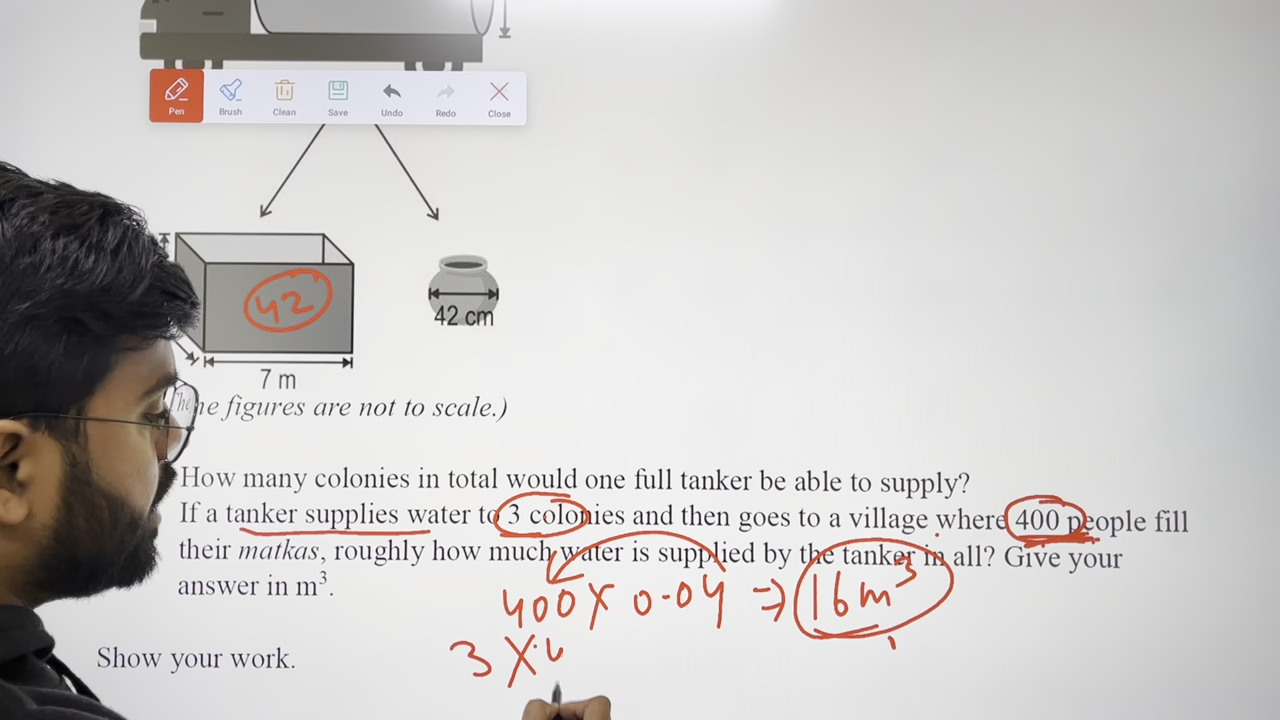 Pen Brush Clean Save Undo Redo Close
42
42 cm
7 m
The figures are not to scale.)
How many colonies in total would one full tanker be able to supply?
If a tanker supplies water to 3 colonies and then goes to a village where 400 people fill
their matkas, roughly how much water is supplied by the tanker in all? Give your
answer in m³.
400 X 0.04 => 16m³
3 X
Show your work.